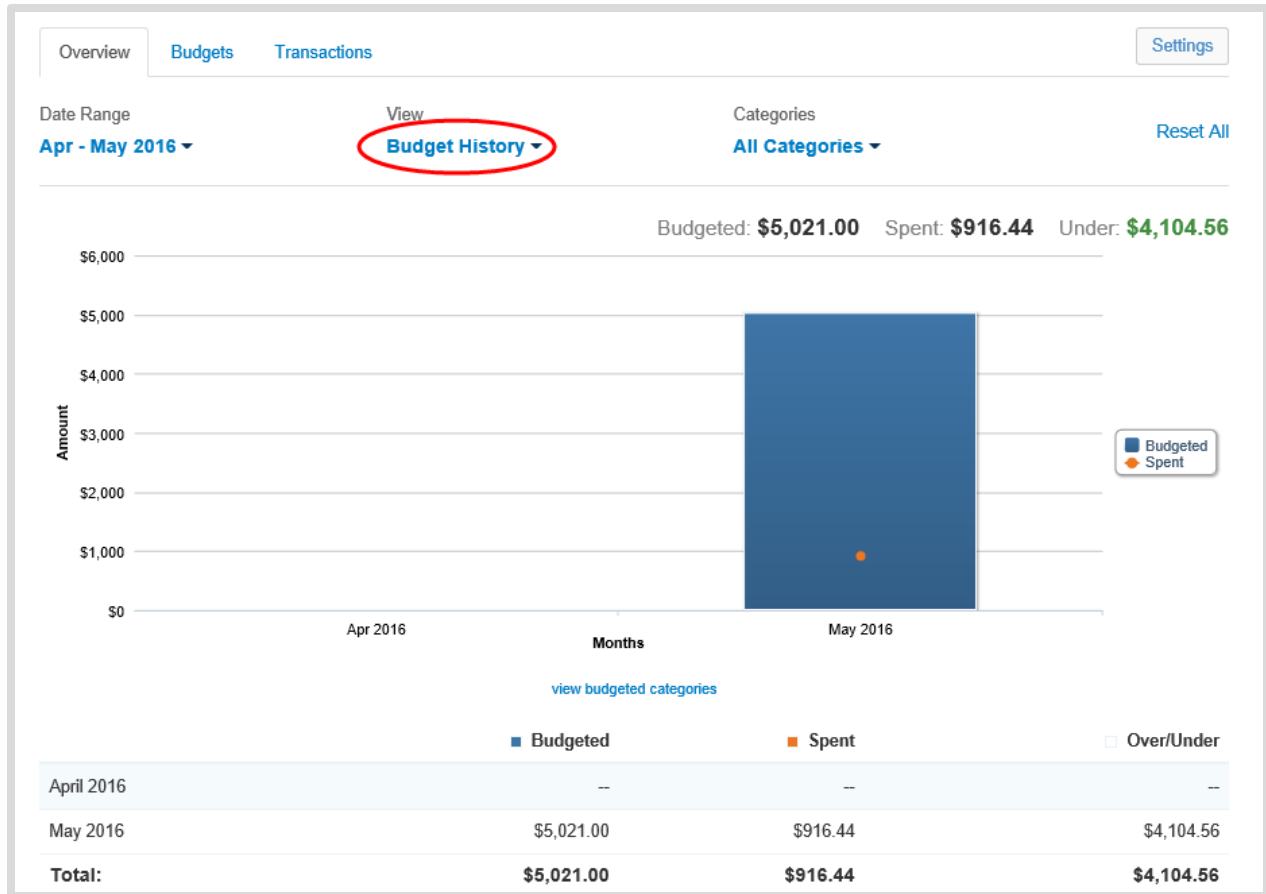 Overview Budgets Transactions Settings
Date Range View Categories
Apr - May 2016 Budget History All Categories Reset All
Budgeted: $5,021.00 Spent: $916.44 Under: $4,104.56
$6,000
$5,000
$4,000
$3,000
$2,000
$1,000
$0
Amount
Budgeted
Spent
Apr 2016 May 2016
Months
view budgeted categories
Budgeted Spent Over/Under
April 2016 -- -- --
May 2016 $5,021.00 $916.44 $4,104.56
Total: $5,021.00 $916.44 $4,104.56